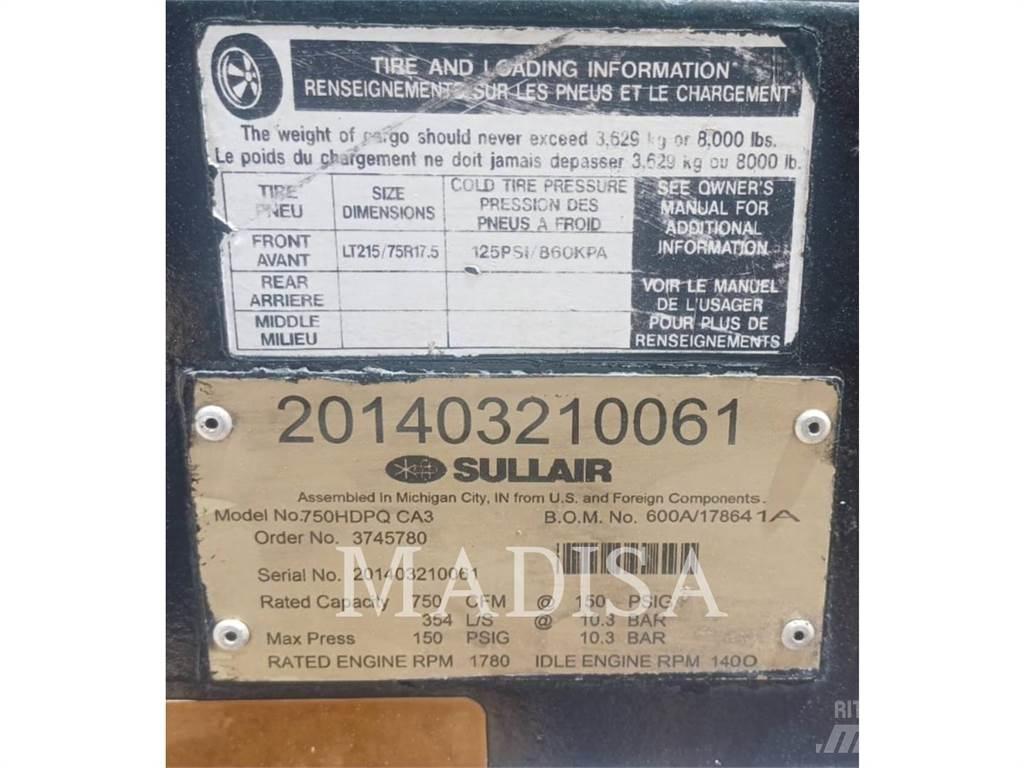 TIRE AND LOADING INFORMATION
RENSEIGNEMENTS SUR LES PNEUS ET LE CHARGEMENT
The weight of cargo should never exceed 3,629 kg or 8,000 lbs.
Le poids du chargement ne doit jamais depasser 3,629 kg ou 8000 lb.
TIRE PNEU
SIZE DIMENSIONS
COLD TIRE PRESSURE PRESSION DES PNEUS A FROID
SEE OWNER'S MANUAL FOR ADDITIONAL INFORMATION
FRONT AVANT
LT215/75R17.5
125PSI/860KPA
REAR ARRIERE
MIDDLE MILIEU
VOIR LE MANUEL DE L'USAGER POUR PLUS DE RENSEIGNEMENTS
201403210061
SULLAIR
Assembled In Michigan City, IN from U.S. and Foreign Components.
Model No. 750HDPQ CA3 B.O.M. No. 600A/178641A
Order No. 3745780
Serial No. 201403210061
MADISA
Rated Capacity 750 CFM @ 150 PSIG
354 L/S @ 10.3 BAR
Max Press 150 PSIG 10.3 BAR
RATED ENGINE RPM 1780 IDLE ENGINE RPM 1400